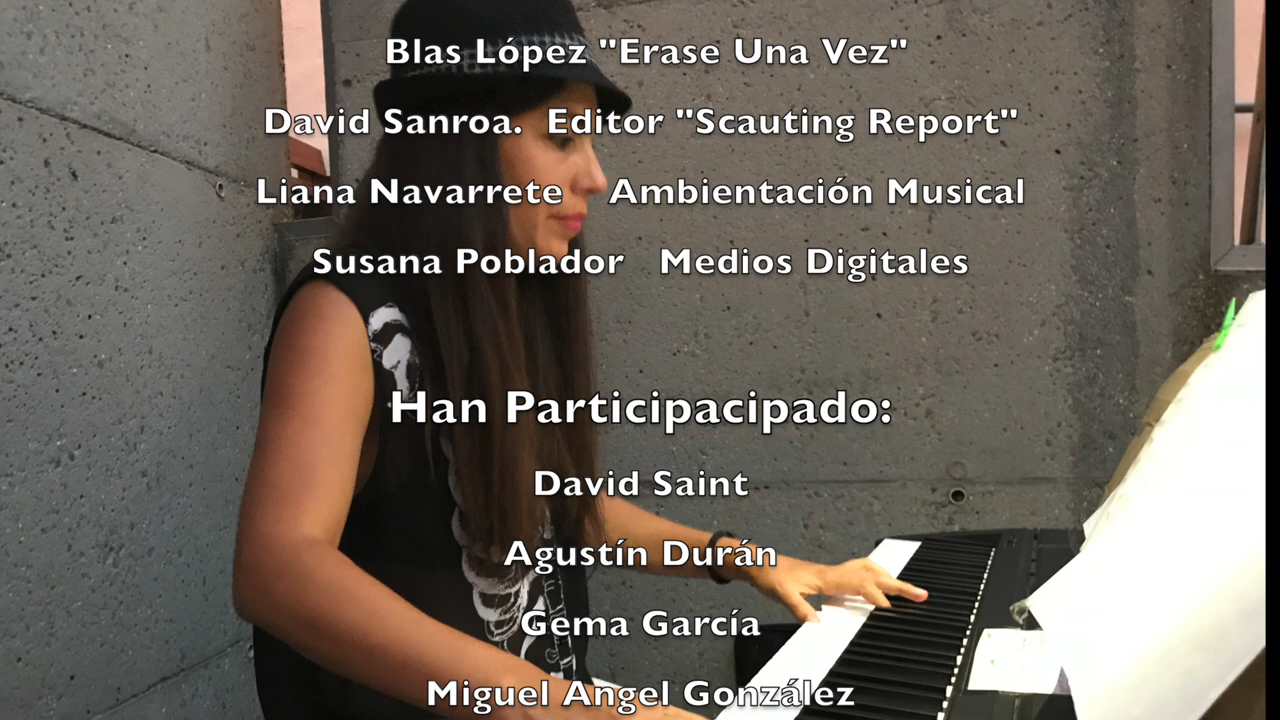 Blas López "Erase Una Vez"
David Sanroa. Editor "Scauting Report"
Liana Navarrete Ambientación Musical
Susana Poblador Medios Digitales
Han Participacipado:
David Saint
Agustín Durán
Gema García
Miguel Angel González